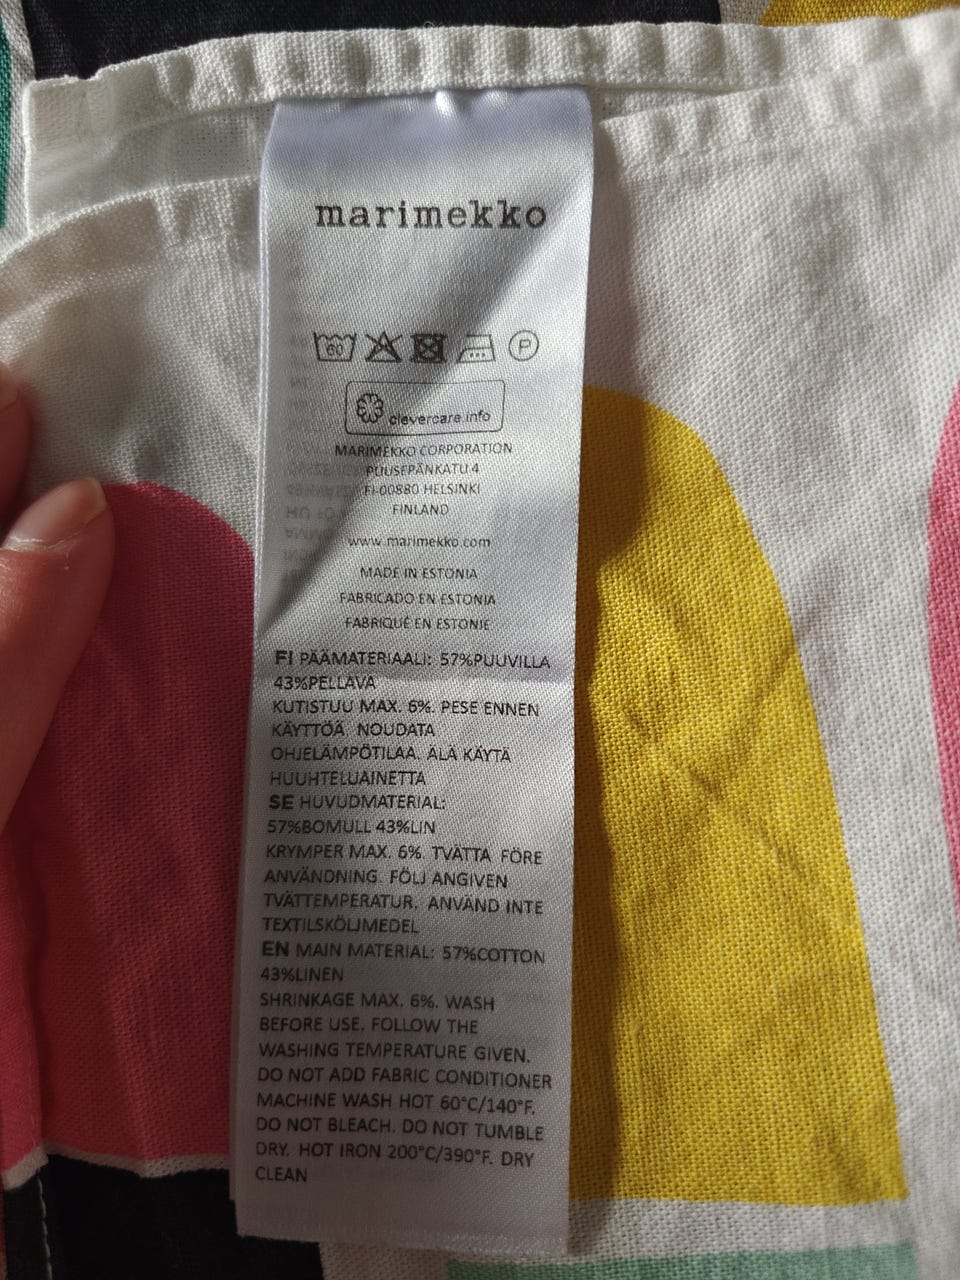 marimekko
60 P
clevercare.info
MARIMEKKO CORPORATION
PUUSEPÄNKATU 4
FI-00880 HELSINKI
FINLAND
www.marimekko.com
MADE IN ESTONIA
FABRICADO EN ESTONIA
FABRIQUÉ EN ESTONIE
FI PÄÄMATERIAALI: 57%PUUVILLA
43%PELLAVA
KUTISTUU MAX. 6%. PESE ENNEN
KÄYTTÖÄ. NOUDATA
OHJELÄMPÖTILAA. ÄLÄ KÄYTÄ
HUUHTELUAINETTA
SE HUVUDMATERIAL:
57%BOMULL 43%LIN
KRYMPER MAX. 6%. TVÄTTA FÖRE
ANVÄNDNING. FÖLJ ANGIVEN
TVÄTTEMPERATUR. ANVÄND INTE
TEXTILSKÖLJMEDEL
EN MAIN MATERIAL: 57%COTTON
43%LINEN
SHRINKAGE MAX. 6%. WASH
BEFORE USE. FOLLOW THE
WASHING TEMPERATURE GIVEN.
DO NOT ADD FABRIC CONDITIONER
MACHINE WASH HOT 60°C/140°F.
DO NOT BLEACH. DO NOT TUMBLE
DRY. HOT IRON 200°C/390°F. DRY
CLEAN